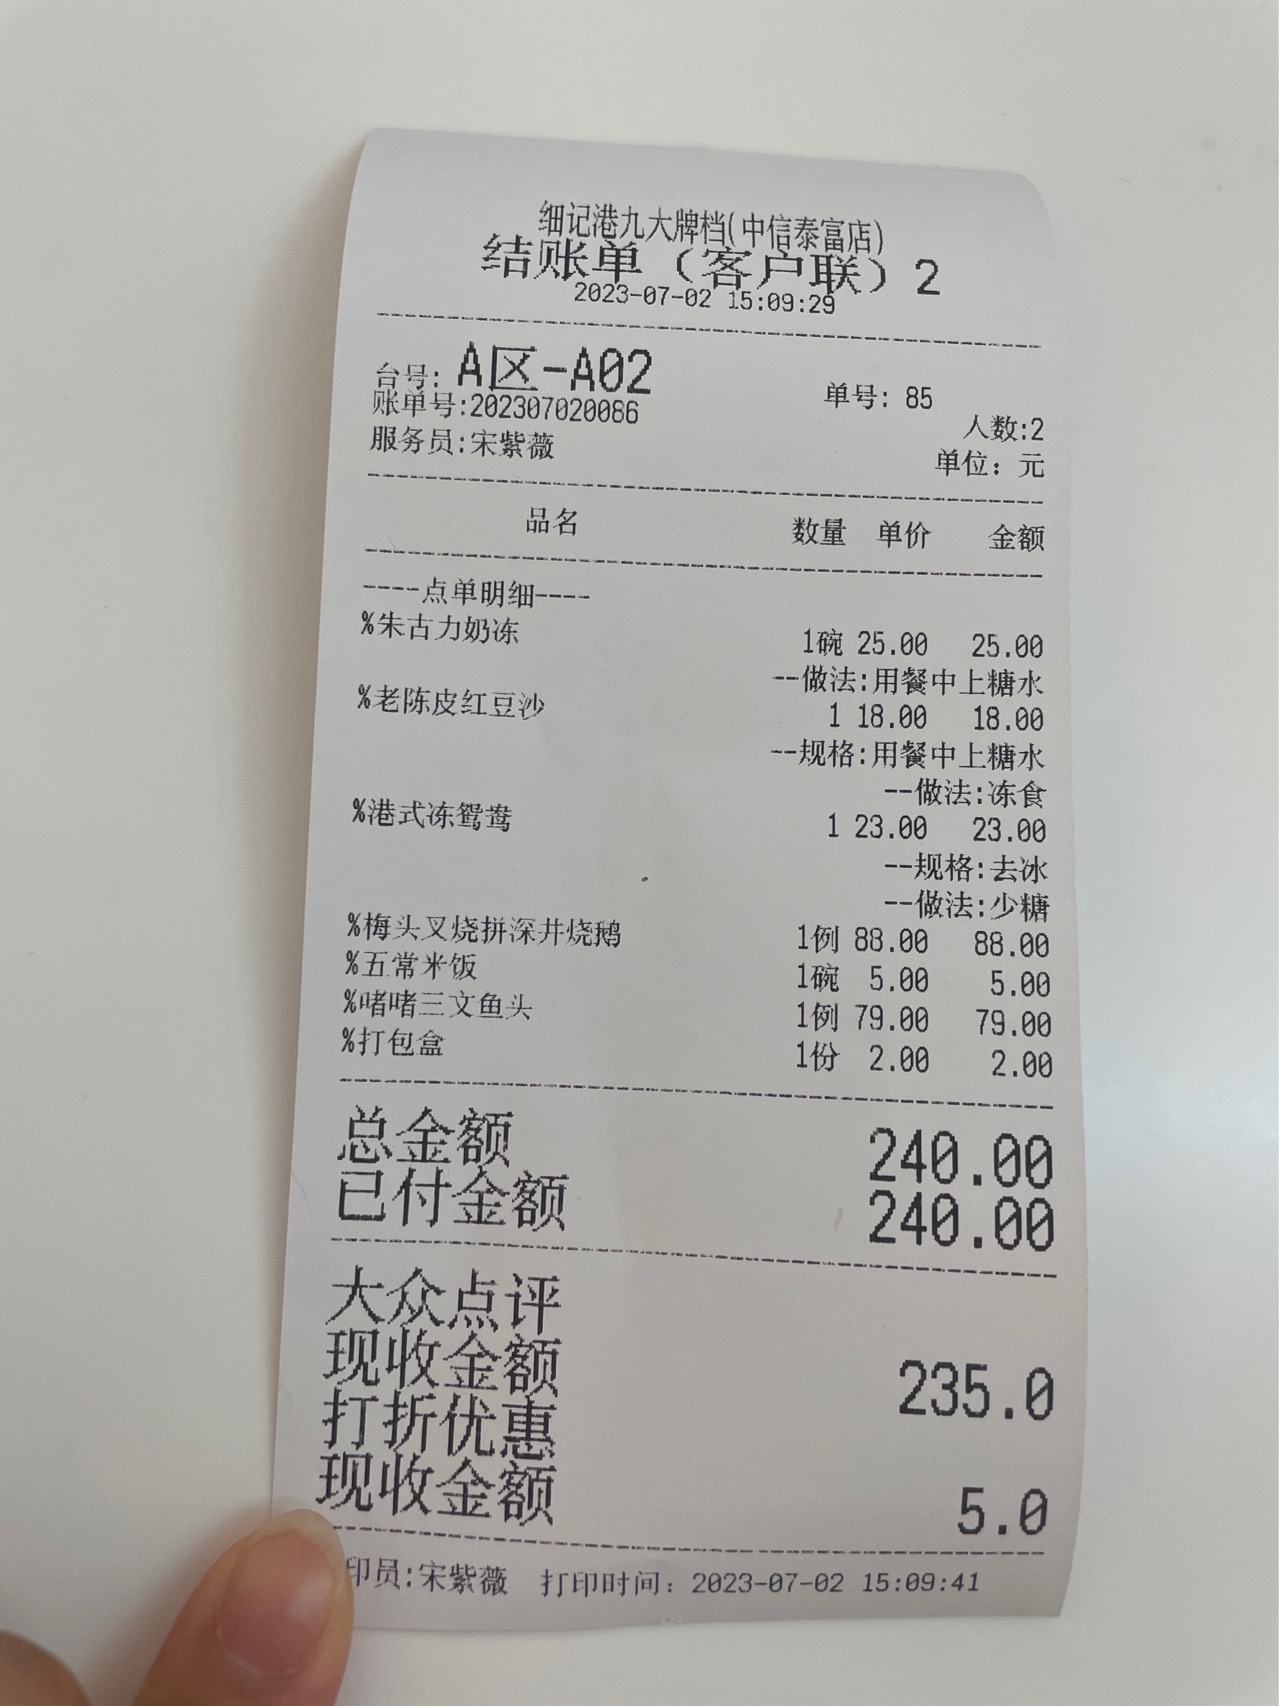 细记港九大牌档(中信泰富店)
结账单（客户联）2
2023-07-02 15:09:29
台号: A区-A02 单号: 85
账单号:202307020086 人数:2
服务员:宋紫薇 单位: 元
品名 数量 单价 金额
----点单明细----
%朱古力奶冻 1碗 25.00 25.00
--做法:用餐中上糖水
%老陈皮红豆沙 1 18.00 18.00
--规格:用餐中上糖水
--做法:冻食
%港式冻鸳鸯 1 23.00 23.00
--规格:去冰
--做法:少糖
%梅头叉烧拼深井烧鹅 1例 88.00 88.00
%五常米饭 1碗 5.00 5.00
%啫啫三文鱼头 1例 79.00 79.00
%打包盒 1份 2.00 2.00
总金额 240.00
已付金额 240.00
大众点评
现收金额 235.0
打折优惠
现收金额 5.0
印员:宋紫薇 打印时间: 2023-07-02 15:09:41